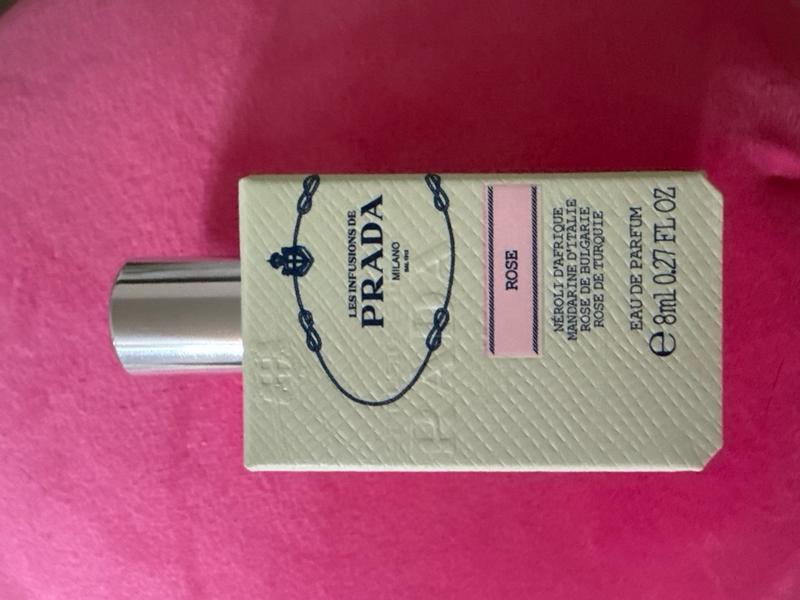 LES INFUSIONS DE
PRADA
MILANO
ROSE
NÉROLI D'AFRIQUE
MANDARINE D'ITALIE
ROSE DE BULGARIE
ROSE DE TURQUIE
EAU DE PARFUM
℮ 8ml 0.27 FL OZ
PRADA